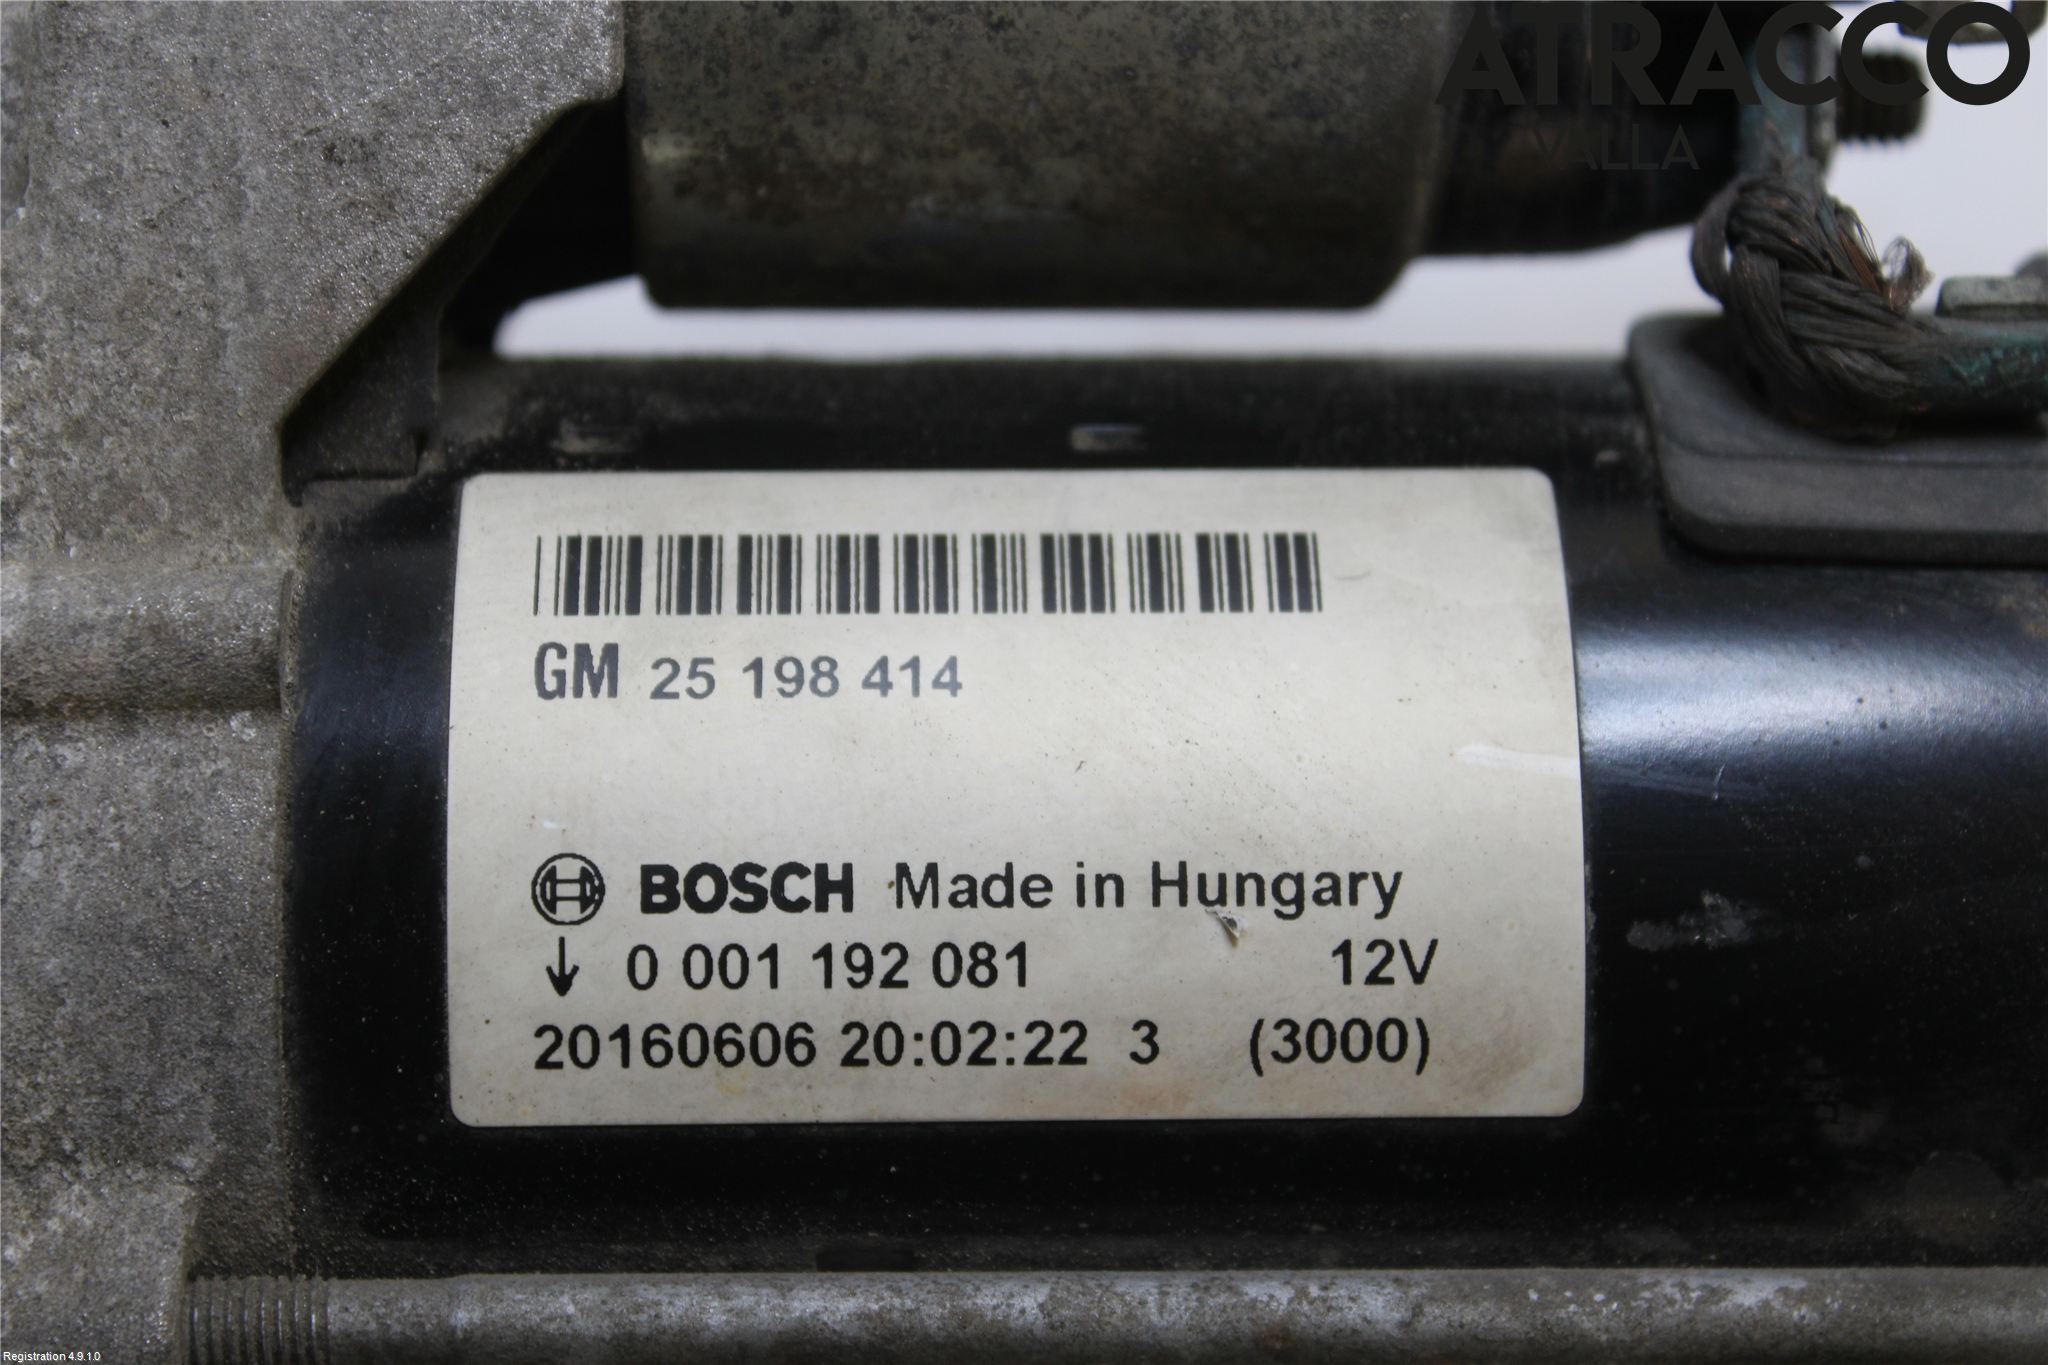 ATRACCO
VALLA
GM 25 198 414
BOSCH Made in Hungary
↓ 0 001 192 081 12V
20160606 20:02:22 3 (3000)
Registration 4.9.1.0